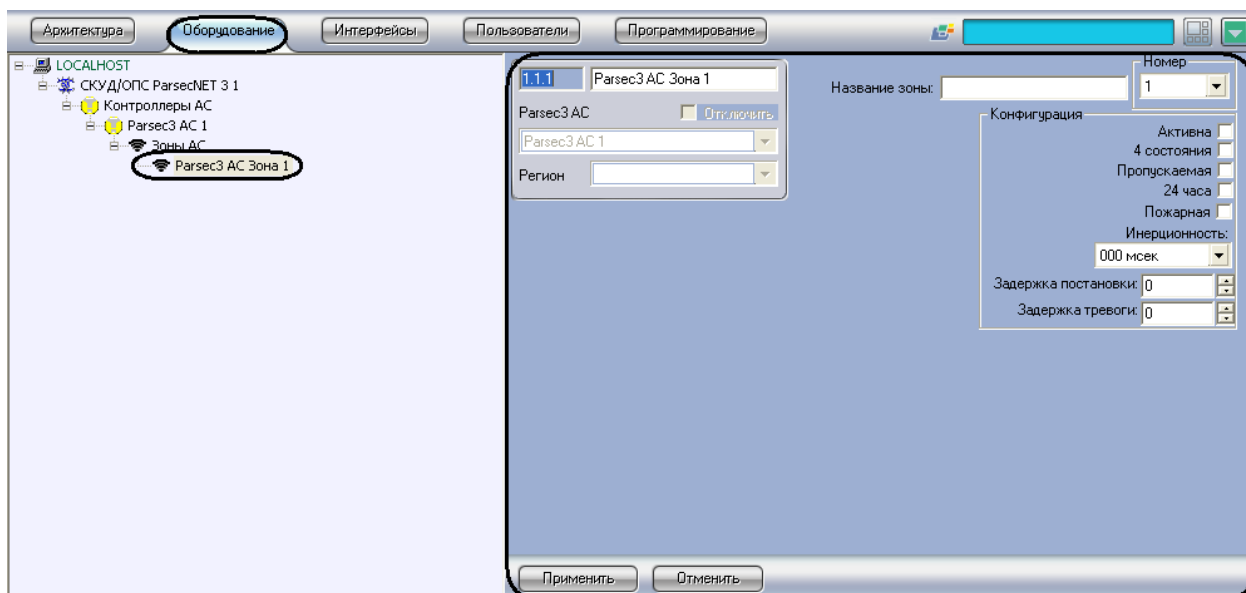 Архитектура
Оборудование
Интерфейсы
Пользователи
Программирование
LOCALHOST
СКУД/ОПС ParsecNET 3 1
Контроллеры AC
Parsec3 AC 1
Зоны AC
Parsec3 AC Зона 1
1.1.1
Parsec3 AC Зона 1
Parsec3 AC
Отключить
Parsec3 AC 1
Регион
Название зоны:
Номер
1
Конфигурация
Активна
4 состояния
Пропускаемая
24 часа
Пожарная
Инерционность:
000 мсек
Задержка постановки: 0
Задержка тревоги: 0
Применить
Отменить